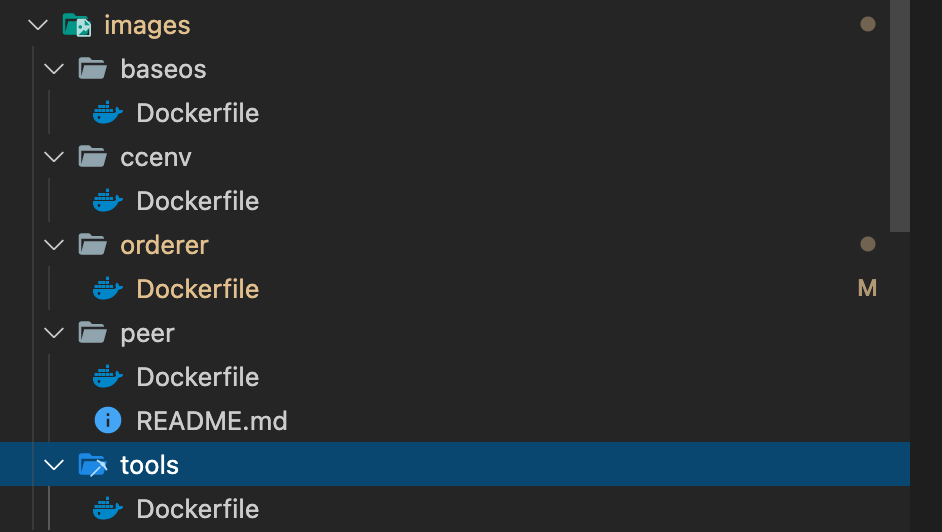 images
baseos
Dockerfile
ccenv
Dockerfile
orderer
Dockerfile M
peer
Dockerfile
README.md
tools
Dockerfile